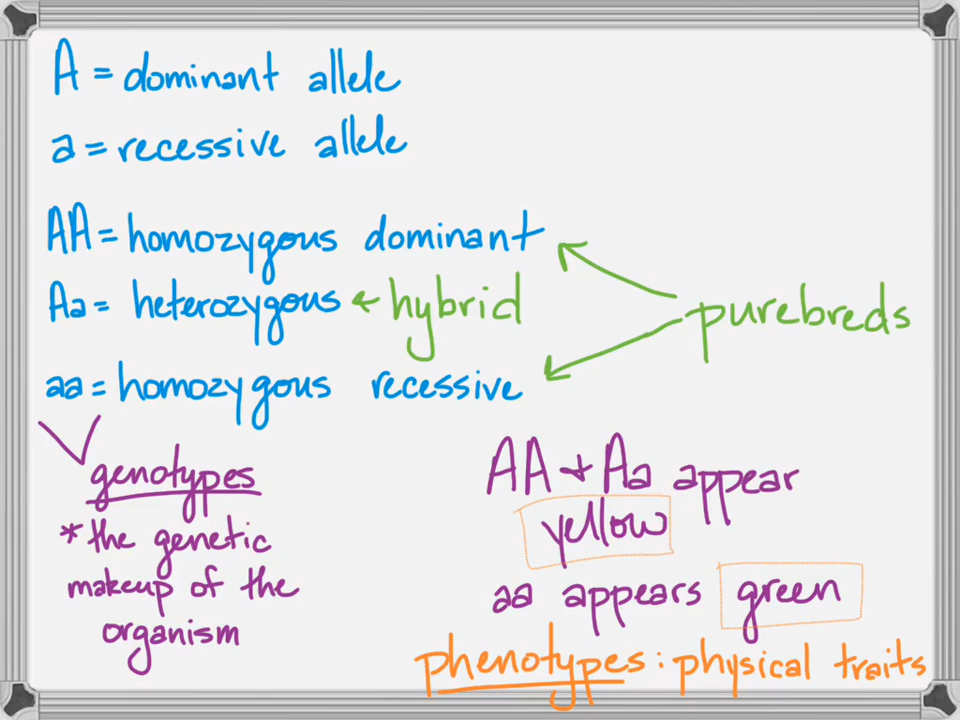 A = dominant allele
a = recessive allele
AA = homozygous dominant
Aa = heterozygous ← hybrid
purebreds
aa = homozygous recessive
genotypes
*the genetic
makeup of the
organism
AA + Aa appear
yellow
aa appears green
phenotypes: physical traits